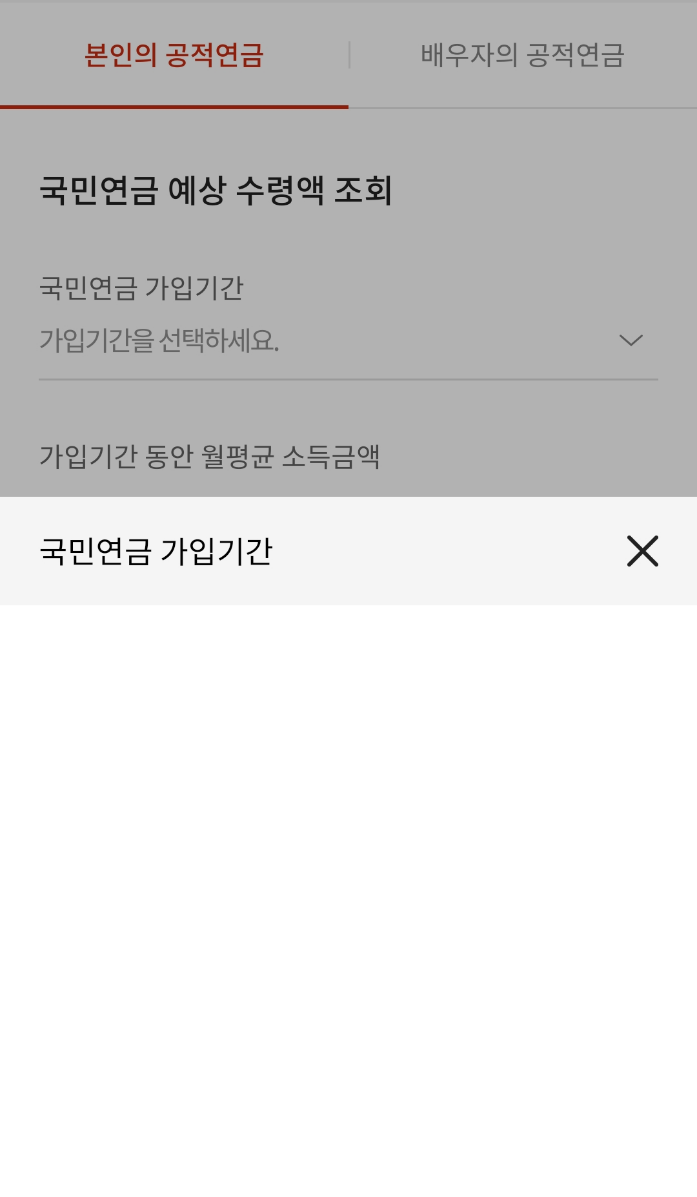 본인의 공적연금
배우자의 공적연금
국민연금 예상 수령액 조회
국민연금 가입기간
가입기간을 선택하세요.
가입기간 동안 월평균 소득금액
국민연금 가입기간